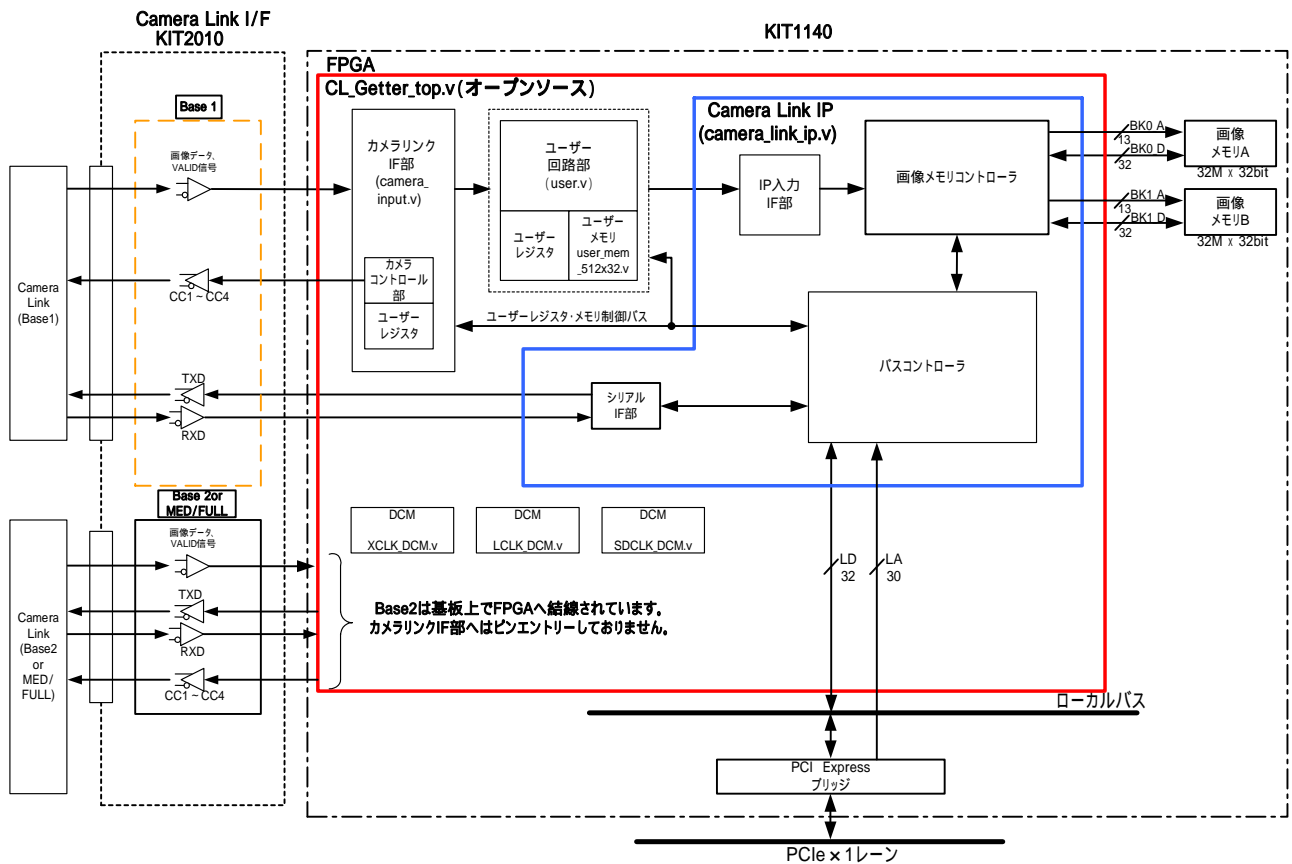 Camera Link I/F
KIT2010
KIT1140
FPGA
CL_Getter_top.v(オープンソース)
Base 1
画像データ、
VALID信号
CC1～CC4
TXD
RXD
Camera
Link
(Base1)
カメラリンク
IF部
(camera_
input.v)
カメラ
コントロール
部
ユーザー
レジスタ
ユーザー
回路部
(user.v)
ユーザー
レジスタ
ユーザー
メモリ
user_mem
_512x32.v
Camera Link IP
(camera_link_ip.v)
IP入力
IF部
画像メモリコントローラ
BK0_A
13
BK0_D
32
BK1_A
13
BK1_D
32
画像
メモリA
32M x 32bit
画像
メモリB
32M x 32bit
ユーザーレジスタ・メモリ制御バス
バスコントローラ
シリアル
IF部
Base 2or
MED/FULL
画像データ、
VALID信号
TXD
RXD
CC1～CC4
Camera
Link
(Base2
or
MED/
FULL)
DCM
XCLK_DCM.v
DCM
LCLK_DCM.v
DCM
SDCLK_DCM.v
Base2は基板上でFPGAへ結線されています。
カメラリンクIF部へはピンエントリーしておりません。
LD
32
LA
30
ローカルバス
PCI Express
ブリッジ
PCIe×1レーン